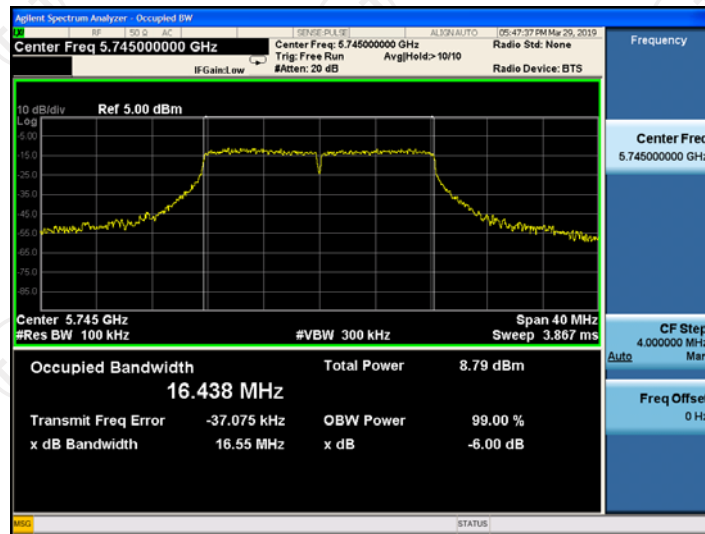 Agilent Spectrum Analyzer - Occupied BW
RF 50 Ω AC SENSE:PULSE ALIGN AUTO 05:47:37 PM Mar 29, 2019
Center Freq 5.745000000 GHz Center Freq: 5.745000000 GHz Radio Std: None
Trig: Free Run Avg|Hold:> 10/10
IFGain:Low #Atten: 20 dB Radio Device: BTS
Frequency
10 dB/div Ref 5.00 dBm
Log
-5.00
-15.0
-25.0
-35.0
-45.0
-55.0
-65.0
-75.0
-85.0
Center Freq
5.745000000 GHz
Center 5.745 GHz Span 40 MHz
#Res BW 100 kHz #VBW 300 kHz Sweep 3.867 ms
CF Step
4.000000 MHz
Auto Man
Occupied Bandwidth Total Power 8.79 dBm
16.438 MHz
Transmit Freq Error -37.075 kHz OBW Power 99.00 %
x dB Bandwidth 16.55 MHz x dB -6.00 dB
Freq Offset
0 Hz
MSG STATUS